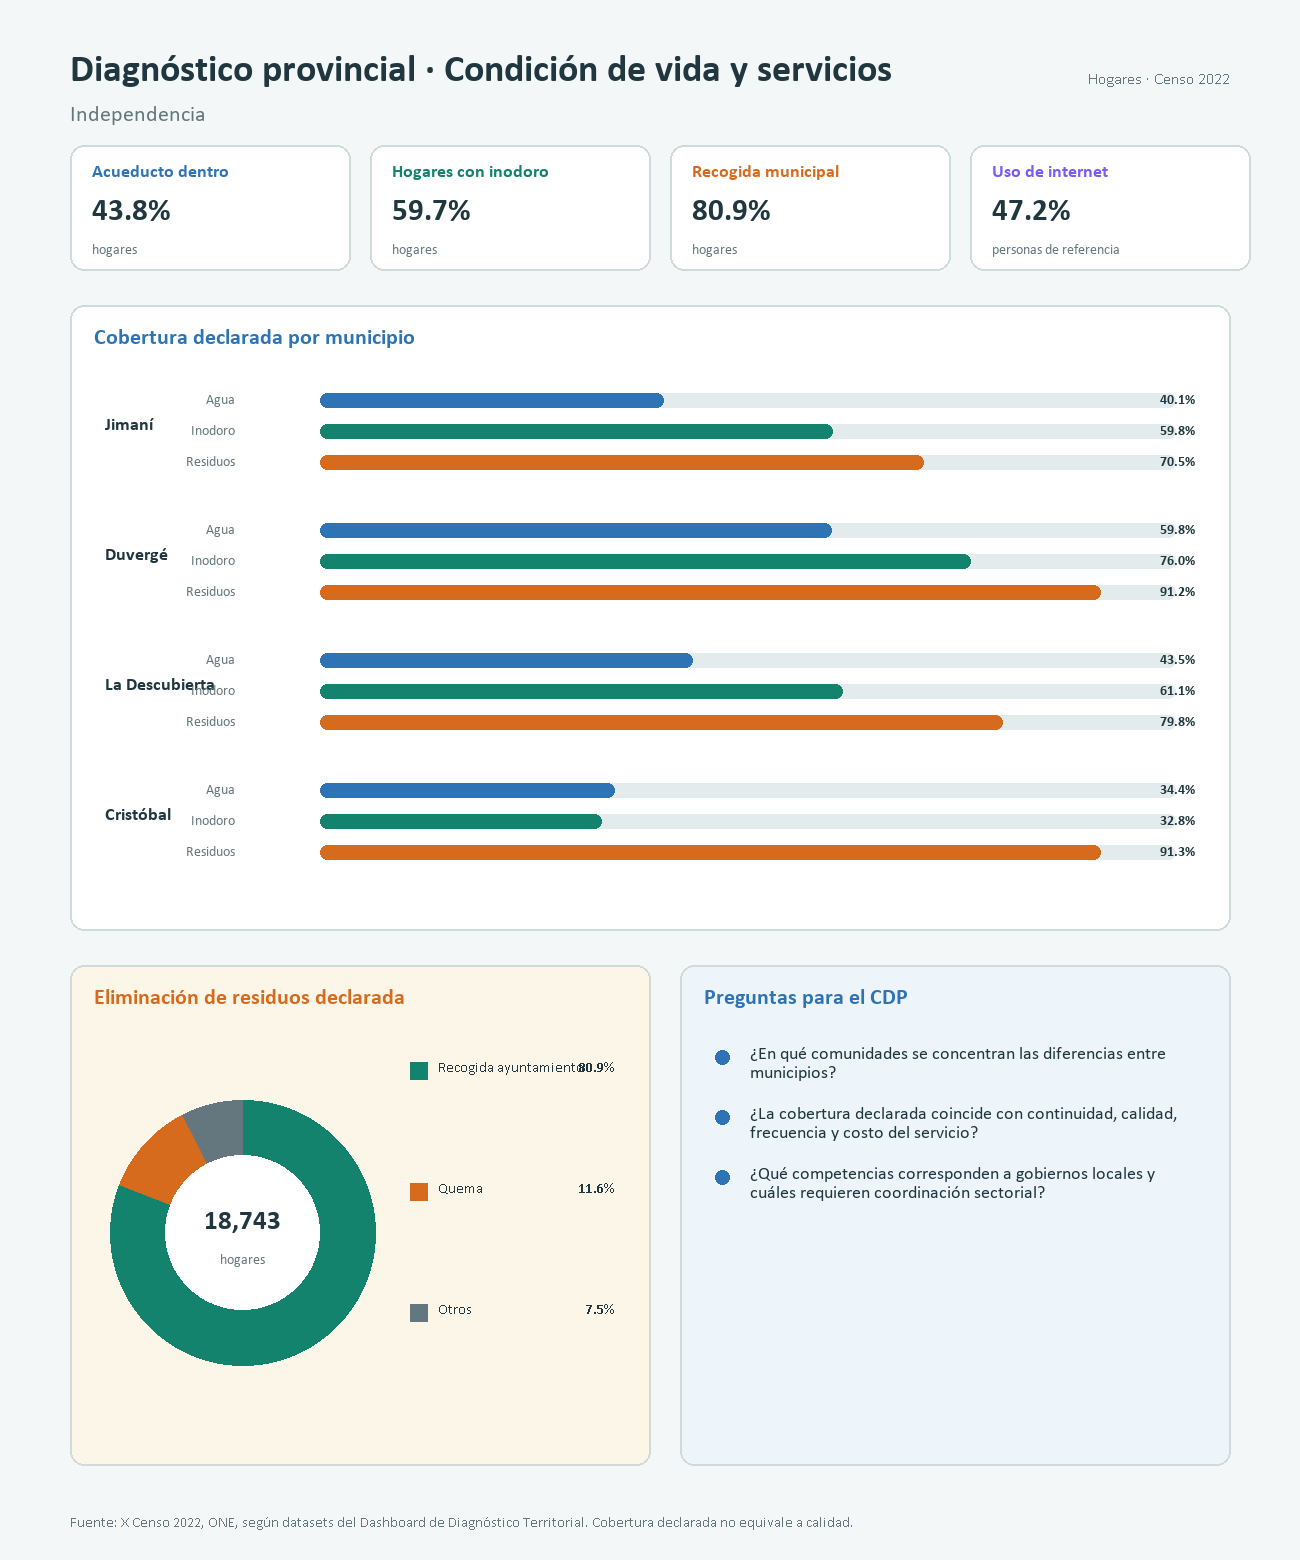 Diagnóstico provincial · Condición de vida y servicios
Hogares · Censo 2022
Independencia
Acueducto dentro
43.8%
hogares
Hogares con inodoro
59.7%
hogares
Recogida municipal
80.9%
hogares
Uso de internet
47.2%
personas de referencia
Cobertura declarada por municipio
Jimaní
Agua
40.1%
Inodoro
59.8%
Residuos
70.5%
Duvergé
Agua
59.8%
Inodoro
76.0%
Residuos
91.2%
La Descubierta
Agua
43.5%
Inodoro
61.1%
Residuos
79.8%
Cristóbal
Agua
34.4%
Inodoro
32.8%
Residuos
91.3%
Eliminación de residuos declarada
18,743
hogares
Recogida ayuntamiento 80.9%
Quema 11.6%
Otros 7.5%
Preguntas para el CDP
¿En qué comunidades se concentran las diferencias entre
municipios?
¿La cobertura declarada coincide con continuidad, calidad,
frecuencia y costo del servicio?
¿Qué competencias corresponden a gobiernos locales y
cuáles requieren coordinación sectorial?
Fuente: X Censo 2022, ONE, según datasets del Dashboard de Diagnóstico Territorial. Cobertura declarada no equivale a calidad.